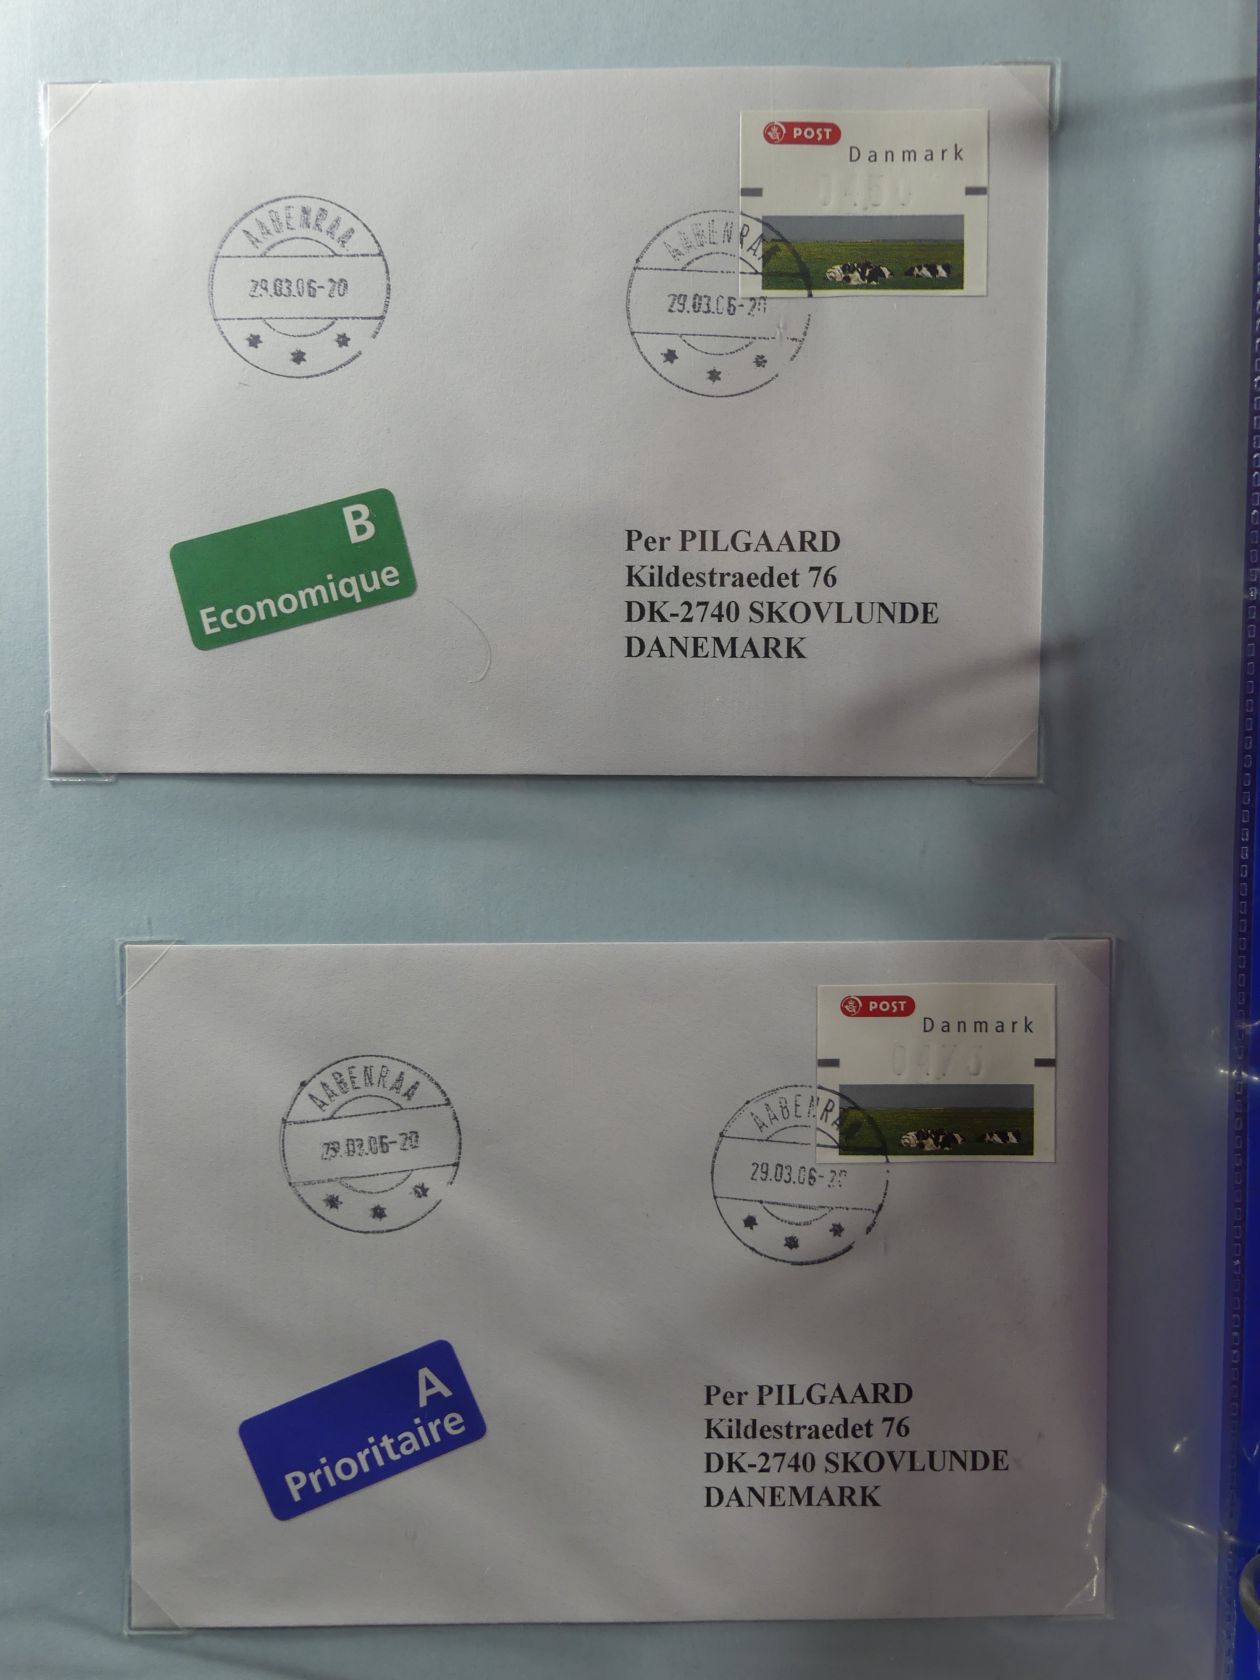 POST
Danmark
0450
AABENRAA
29.03.06-20
AABENRAA
29.03.06-20
B
Economique
Per PILGAARD
Kildestraedet 76
DK-2740 SKOVLUNDE
DANEMARK
POST
Danmark
0475
AABENRAA
29.03.06-20
AABENRAA
29.03.06-20
A
Prioritaire
Per PILGAARD
Kildestraedet 76
DK-2740 SKOVLUNDE
DANEMARK